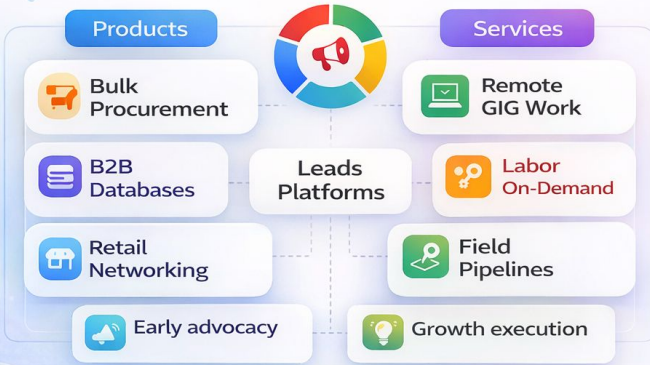 Products
Services
Bulk
Procurement
Remote
GIG Work
B2B
Databases
Leads
Platforms
Labor
On-Demand
Retail
Networking
Field
Pipelines
Early advocacy
Growth execution